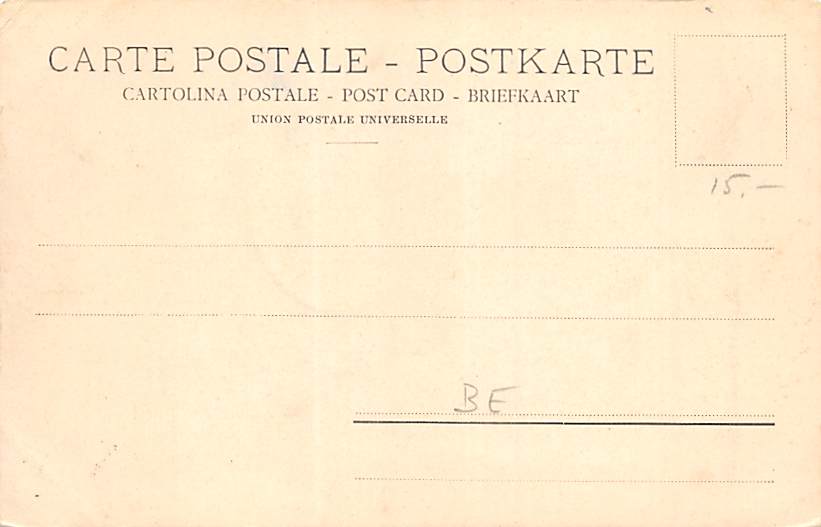 CARTE POSTALE - POSTKARTE
CARTOLINA POSTALE - POST CARD - BRIEFKAART
UNION POSTALE UNIVERSELLE
15.—
BE